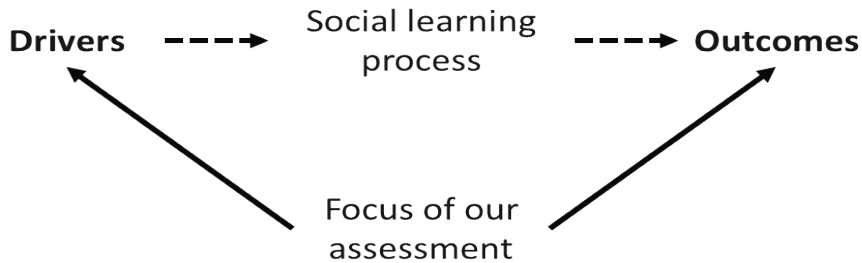 Drivers
Social learning
process
Outcomes
Focus of our
assessment